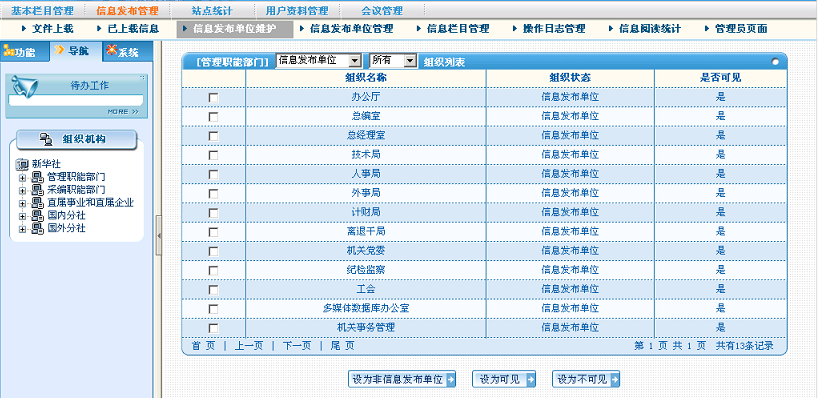 基本栏目管理 信息发布管理 站点统计 用户资料管理 会议管理
文件上载 已上载信息 信息发布单位维护 信息发布单位管理 信息栏目管理 操作日志管理 信息阅读统计 管理员页面
功能 导航 系统
待办工作
MORE >>
组织机构
新华社
管理职能部门
采编职能部门
直属事业和直属企业
国内分社
国外分社
[管理职能部门] 信息发布单位 所有 组织列表
组织名称 组织状态 是否可见
办公厅 信息发布单位 是
总编室 信息发布单位 是
总经理室 信息发布单位 是
技术局 信息发布单位 是
人事局 信息发布单位 是
外事局 信息发布单位 是
计财局 信息发布单位 是
离退干局 信息发布单位 是
机关党委 信息发布单位 是
纪检监察 信息发布单位 是
工会 信息发布单位 是
多媒体数据库办公室 信息发布单位 是
机关事务管理 信息发布单位 是
首 页 | 上一页 | 下一页 | 尾 页 第 1 页 共 1 页 共有13条记录
设为非信息发布单位 设为可见 设为不可见